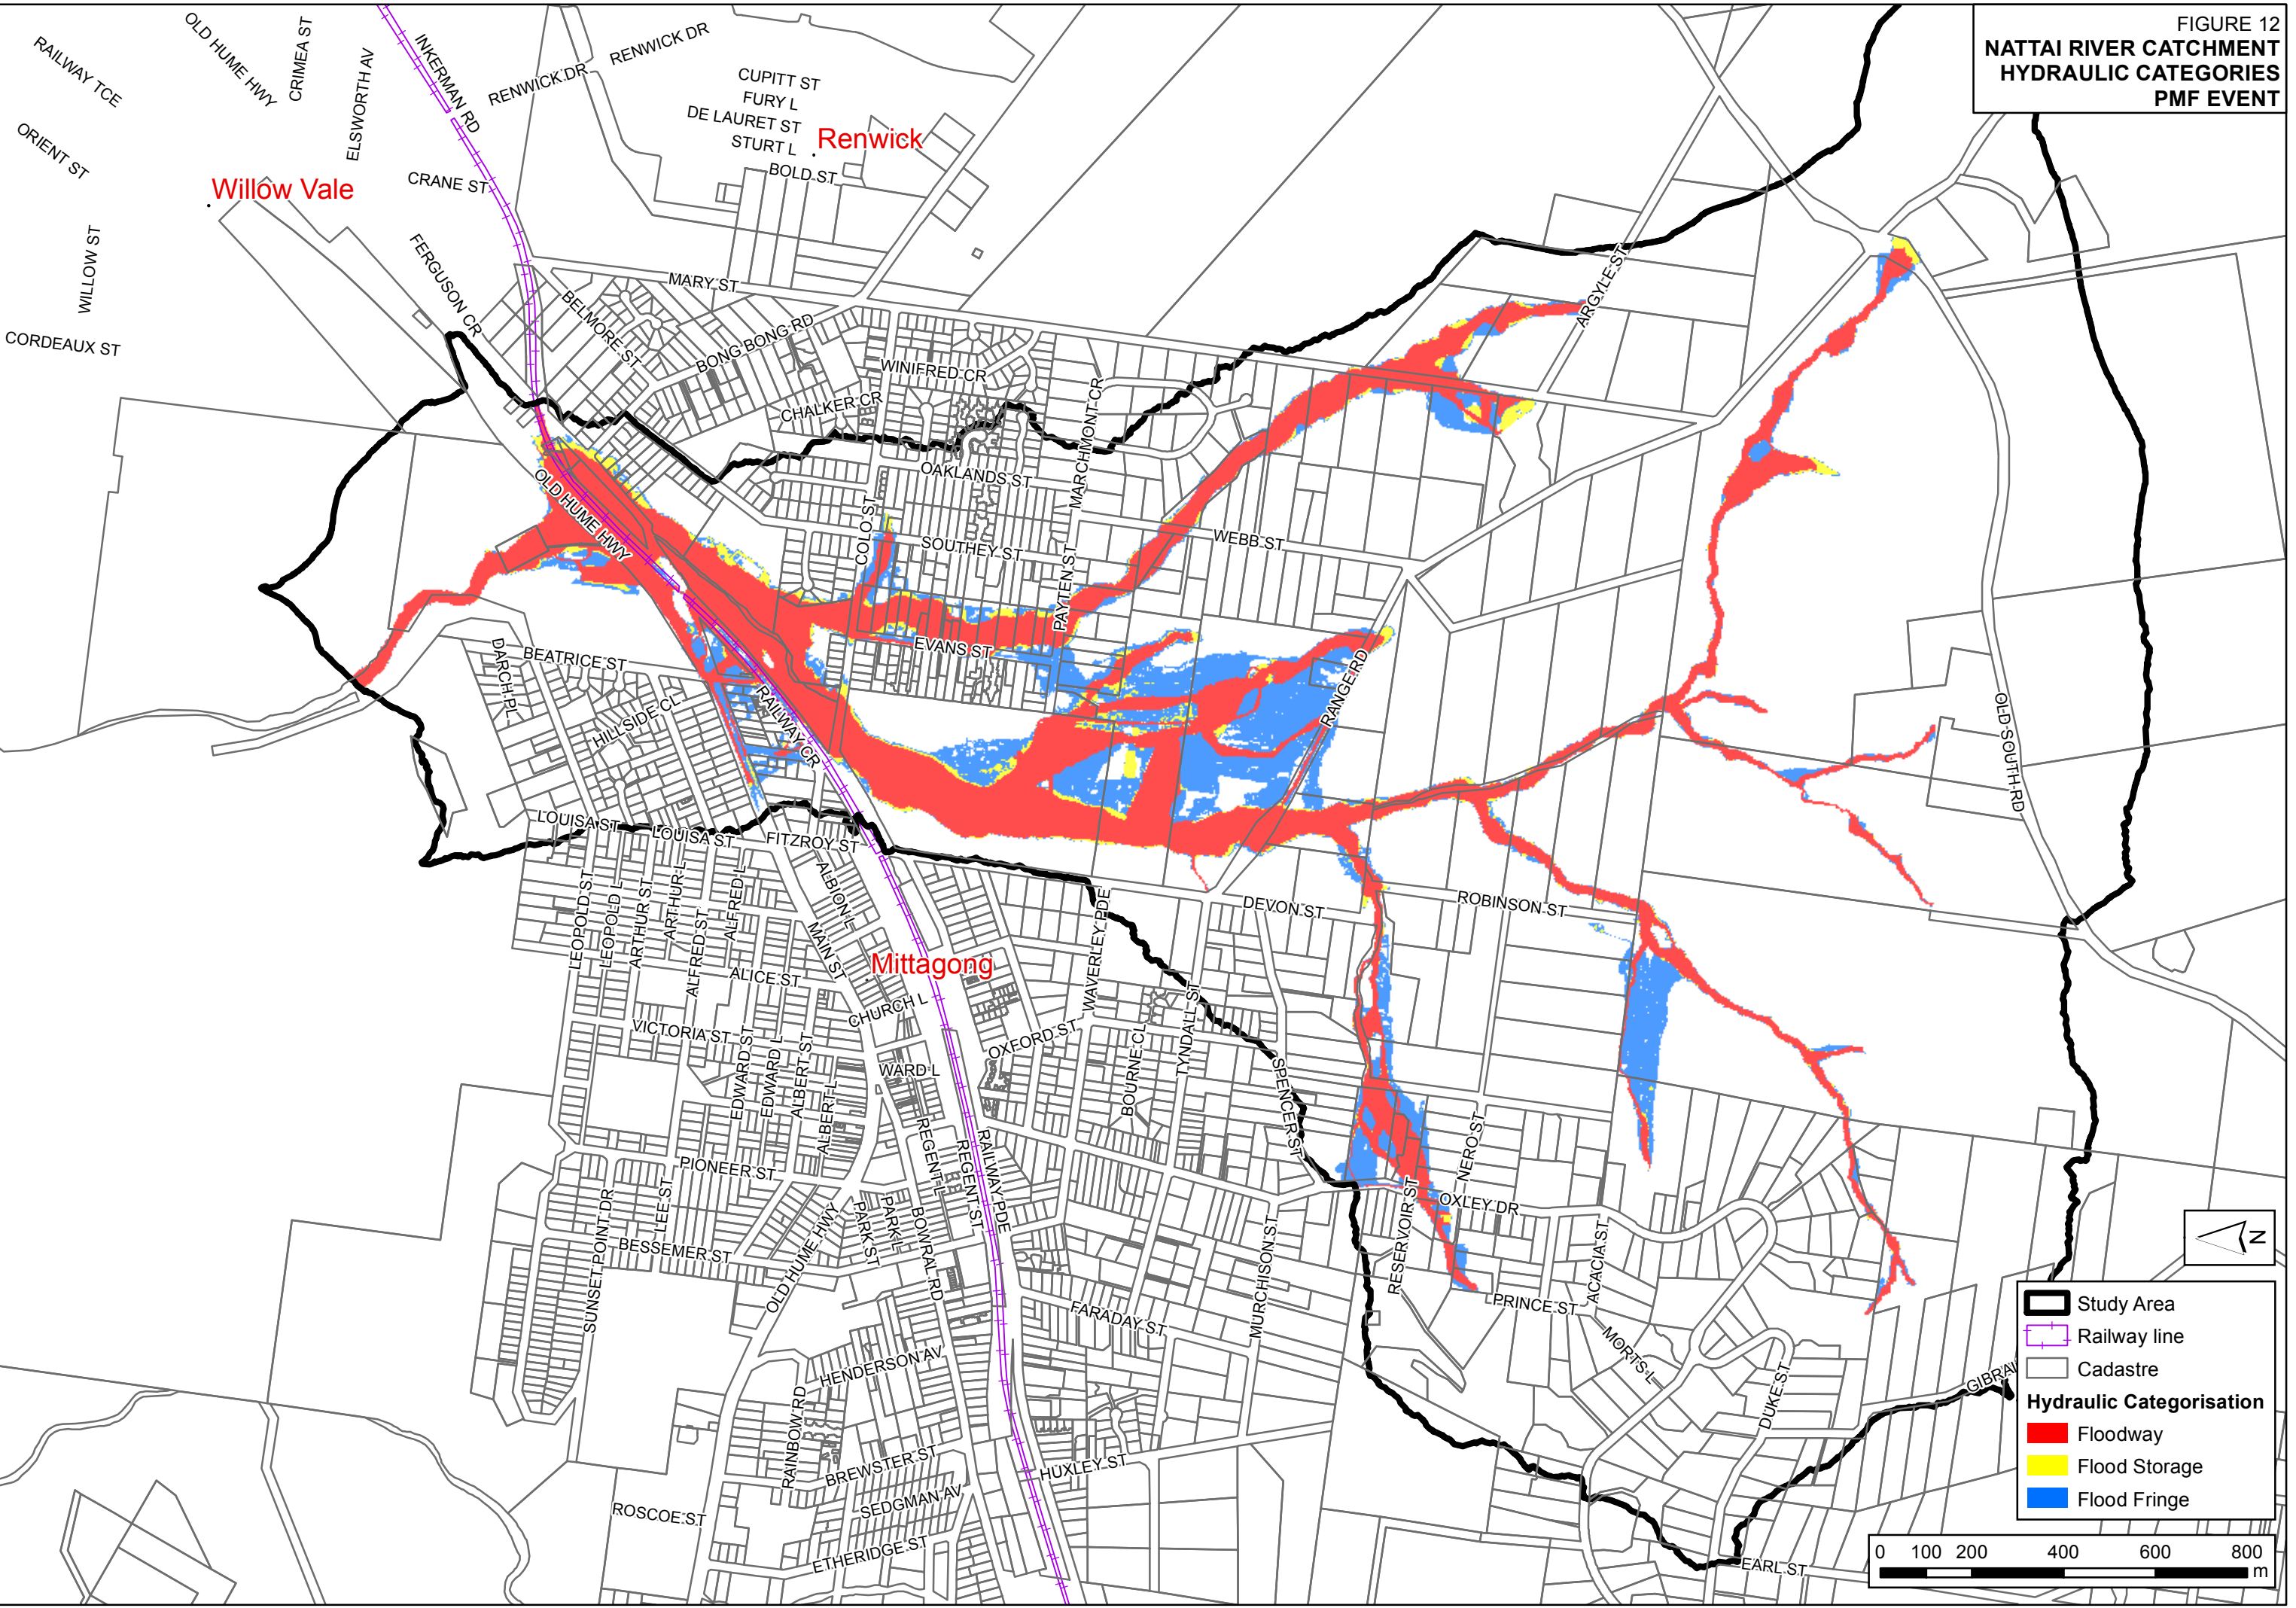 FIGURE 12
NATTAI RIVER CATCHMENT
HYDRAULIC CATEGORIES
PMF EVENT
RAILWAY TCE
OLD HUME HWY
CRIMEA ST
ELSWORTH AV
INKERMAN RD
RENWICK DR
RENWICK DR
CUPITT ST
FURY L
DE LAURET ST
STURT L
BOLD ST
Renwick
ORIENT ST
Willow Vale
CRANE ST
WILLOW ST
FERGUSON CR
CORDEAUX ST
MARY ST
BELMORE ST
BONG BONG RD
WINIFRED CR
CHALKER CR
MARCHMONT CR
ARGYLE ST
OAKLANDS ST
OLD HUME HWY
COLO ST
SOUTHEY ST
PAYTEN ST
WEBB ST
EVANS ST
BEATRICE ST
DARCH PL
HILLSIDE CL
RAILWAY CR
RANGE RD
OLD SOUTH RD
LOUISA ST
LOUISA ST
FITZROY ST
LEOPOLD ST
LEOPOLD L
ARTHUR ST
ARTHUR L
ALFRED ST
ALFRED L
ALBION L
MAIN ST
WAVERLEY PDE
DEVON ST
ROBINSON ST
Mittagong
ALICE ST
CHURCH L
VICTORIA ST
OXFORD ST
TYNDALL ST
BOURNE CL
SPENCER ST
EDWARD ST
EDWARD L
ALBERT ST
ALBERT L
WARD L
REGENT L
REGENT ST
RAILWAY PDE
NERO ST
PIONEER ST
SUNSET POINT DR
LEE ST
BESSEMER ST
OLD HUME HWY
PARK ST
PARK L
BOWRAL RD
MURCHISON ST
RESERVOIR ST
OXLEY DR
ACACIA ST
FARADAY ST
PRINCE ST
MORTS L
DUKE ST
GIBRAL
HENDERSON AV
RAINBOW RD
BREWSTER ST
HUXLEY ST
SEDGMAN AV
ROSCOE ST
ETHERIDGE ST
EARL ST
N
Study Area
Railway line
Cadastre
Hydraulic Categorisation
Floodway
Flood Storage
Flood Fringe
0 100 200 400 600 800
m